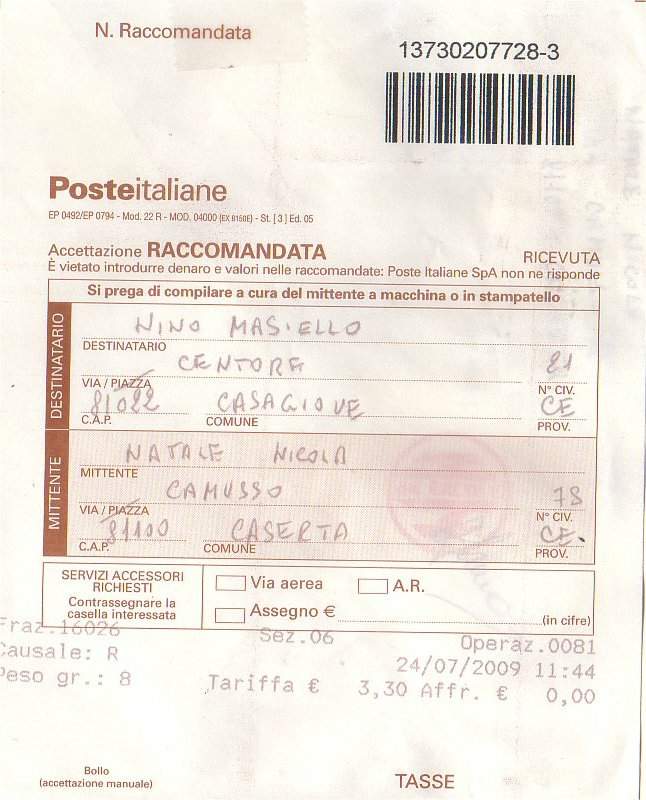 N. Raccomandata
13730207728-3
Posteitaliane
EP 0492/EP 0794 - Mod. 22 R - MOD. 04000 (EX 8150E) - St. [3] Ed. 05
Accettazione RACCOMANDATA RICEVUTA
È vietato introdurre denaro e valori nelle raccomandate: Poste Italiane SpA non ne risponde
Si prega di compilare a cura del mittente a macchina o in stampatello
DESTINATARIO
NINO MASIELLO
DESTINATARIO
CENTORE 21
VIA / PIAZZA N° CIV.
81022 CASAGIOVE CE
C.A.P. COMUNE PROV.
MITTENTE
NATALE NICOLA
MITTENTE
CAMUSSO 78
VIA / PIAZZA N° CIV.
81100 CASERTA CE.
C.A.P. COMUNE PROV.
SERVIZI ACCESSORI
RICHIESTI
Contrassegnare la
casella interessata
Via aerea A.R.
Assegno € (in cifre)
Fraz.16026 Sez.06 Operaz.0081
Causale: R 24/07/2009 11:44
Peso gr.: 8 Tariffa € 3,30 Affr. € 0,00
Bollo
(accettazione manuale)
TASSE